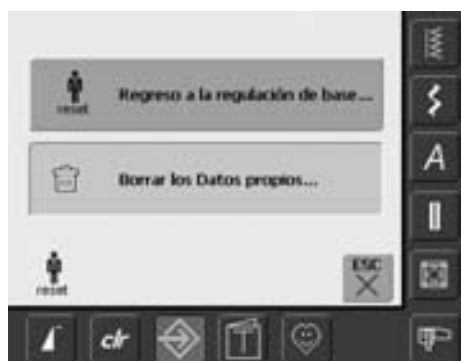 reset
Regreso a la regulación de base...
Borrar los Datos propios...
reset
ESC
A
clr